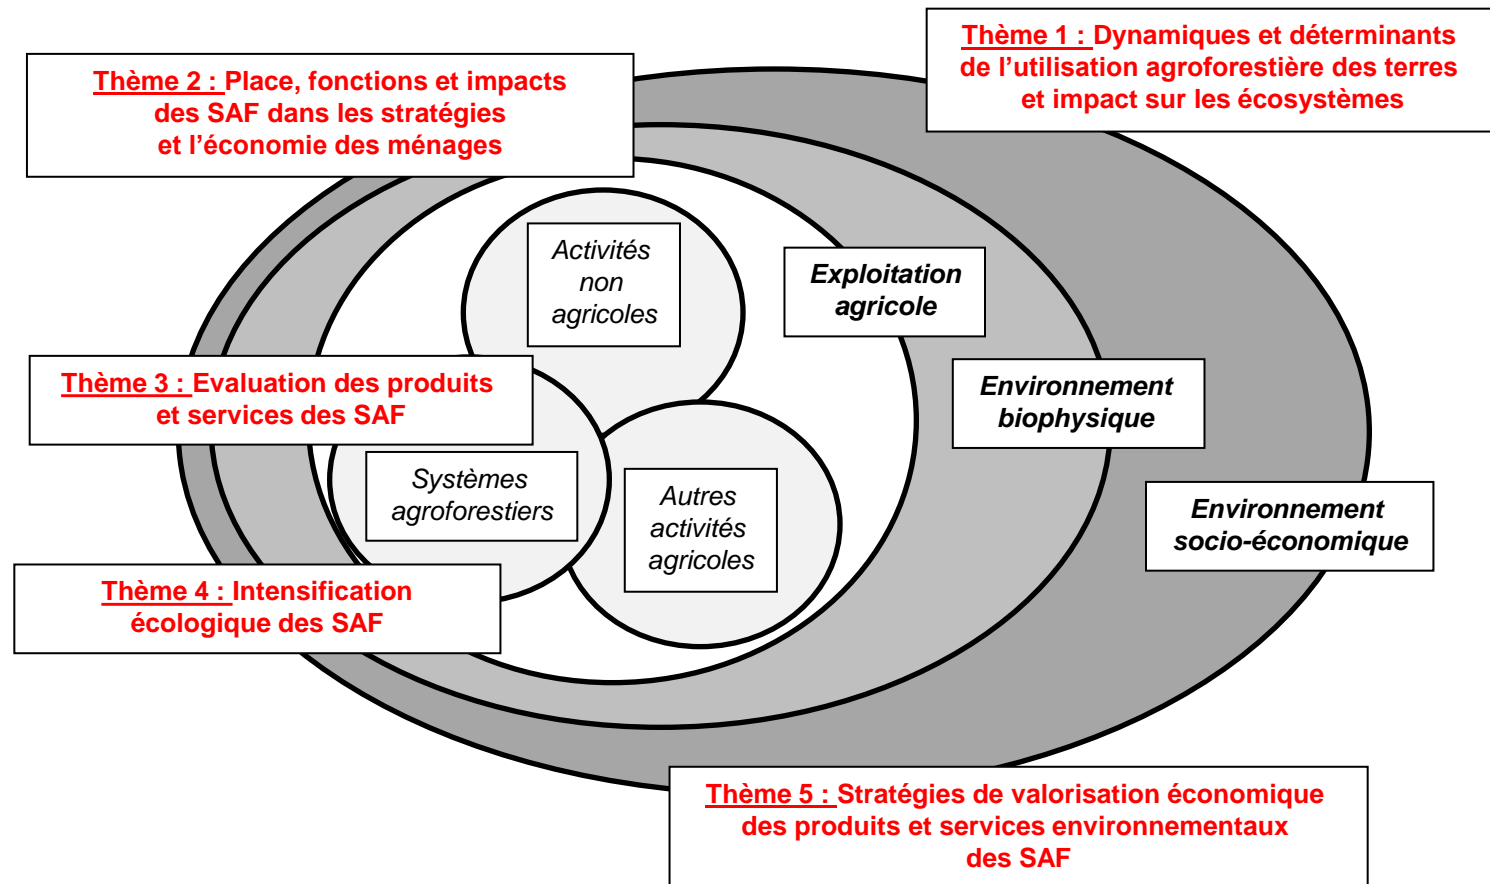 Thème 1 : Dynamiques et déterminants
de l’utilisation agroforestière des terres
et impact sur les écosystèmes
Thème 2 : Place, fonctions et impacts
des SAF dans les stratégies
et l’économie des ménages
Activités
non
agricoles
Exploitation
agricole
Thème 3 : Evaluation des produits
et services des SAF
Environnement
biophysique
Systèmes
agroforestiers
Autres
activités
agricoles
Environnement
socio-économique
Thème 4 : Intensification
écologique des SAF
Thème 5 : Stratégies de valorisation économique
des produits et services environnementaux
des SAF